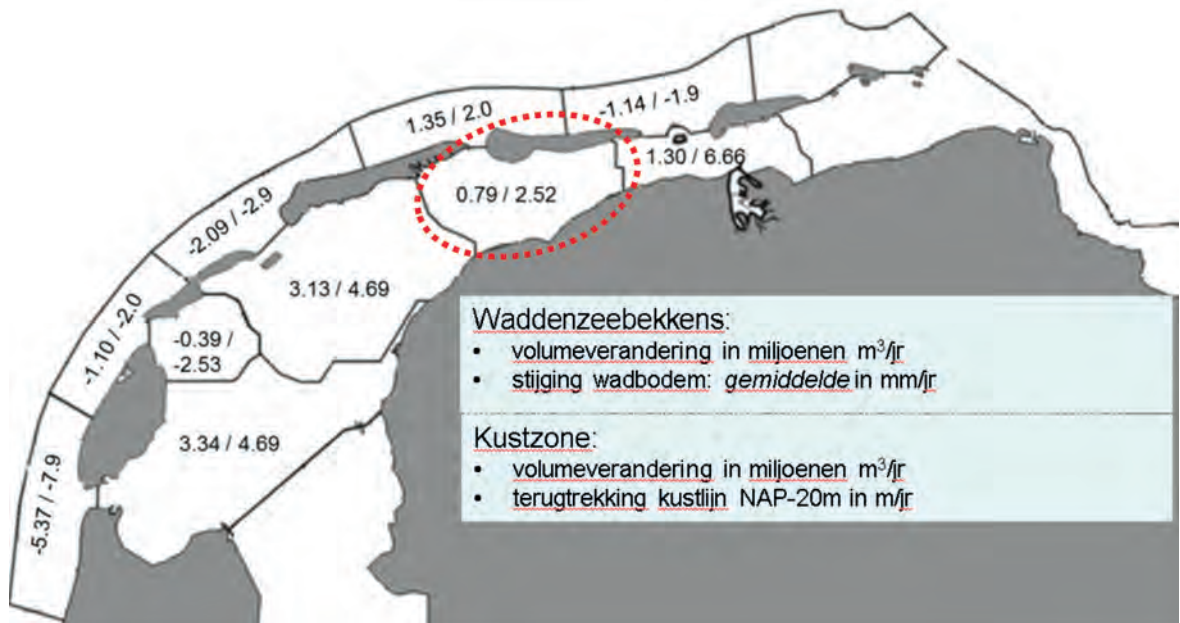 1.35 / 2.0
-1.14 / -1.9
1.30 / 6.66
0.79 / 2.52
-2.09 / -2.9
3.13 / 4.69
-1.10 / -2.0
-0.39 /
-2.53
3.34 / 4.69
-5.37 / -7.9
Waddenzeebekkens:
• volumeverandering in miljoenen m³/jr
• stijging wadbodem: gemiddelde in mm/jr
Kustzone:
• volumeverandering in miljoenen m³/jr
• terugtrekking kustlijn NAP-20m in m/jr